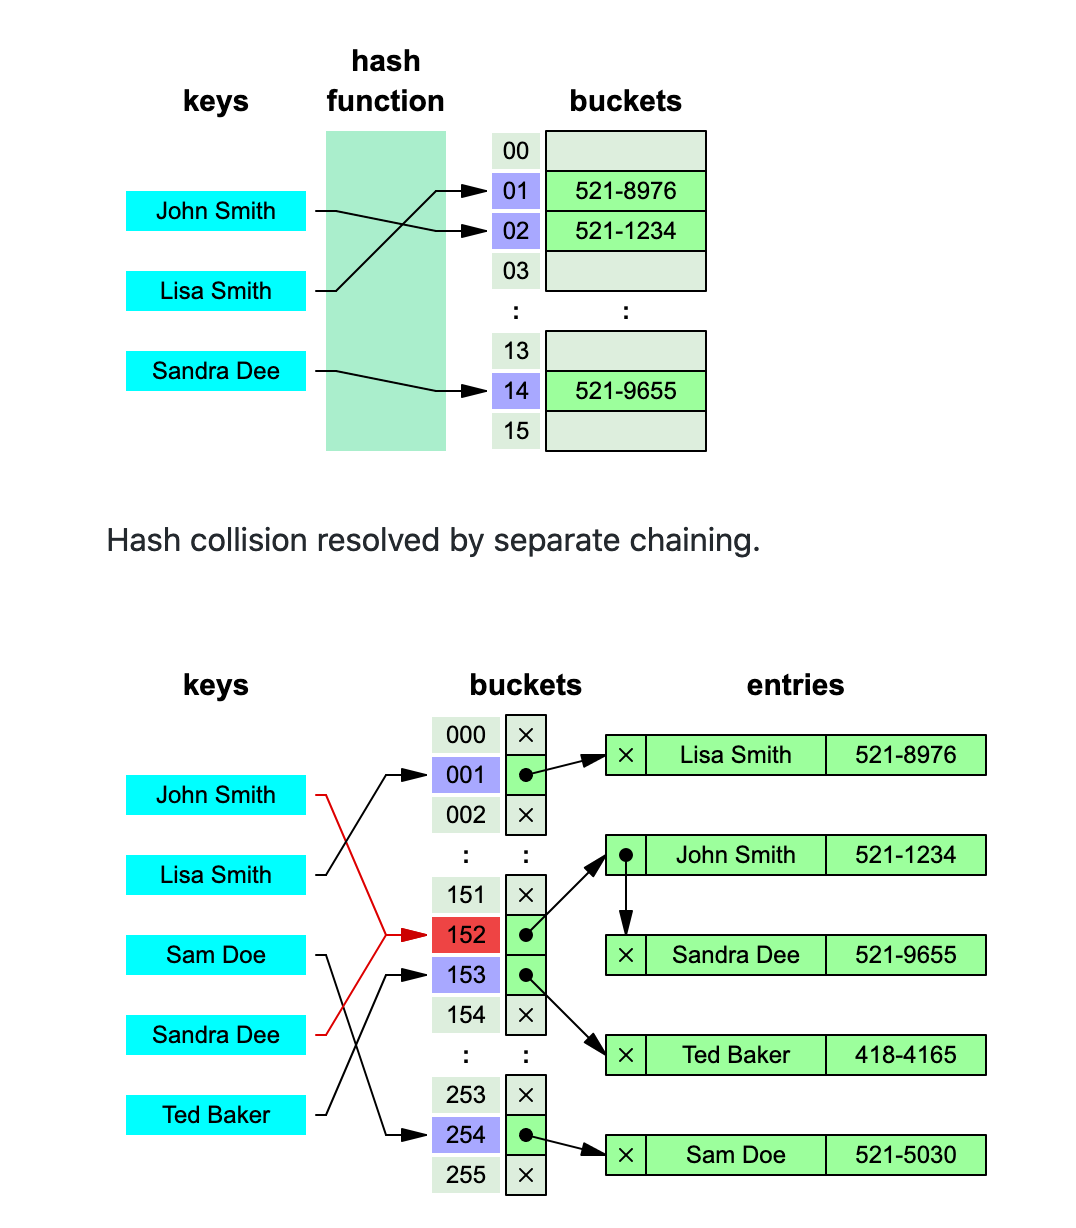 hash
keys function buckets
00
01 521-8976
John Smith
02 521-1234
03
Lisa Smith
: :
13
Sandra Dee
14 521-9655
15
Hash collision resolved by separate chaining.
keys buckets entries
000 ×
× Lisa Smith 521-8976
001
John Smith
002 ×
: :
John Smith 521-1234
Lisa Smith
151 ×
152
Sam Doe
× Sandra Dee 521-9655
153
154 ×
Sandra Dee
: :
× Ted Baker 418-4165
253 ×
Ted Baker
254
× Sam Doe 521-5030
255 ×